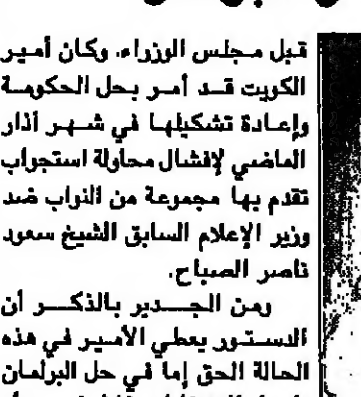 قبل مجلس الوزراء. وكان أمير
الكويت قد أمر بحل الحكومة
وإعادة تشكيلها في شهر أذار
الماضي لإفشال محاولة استجواب
تقدم بها مجموعة من النواب ضد
وزير الإعلام السابق الشيخ سعود
ناصر الصباح.
ومن الجدير بالذكر أن
الدستور يعطي الأمير في هذه
الحالة الحق إما في حل البرلمان